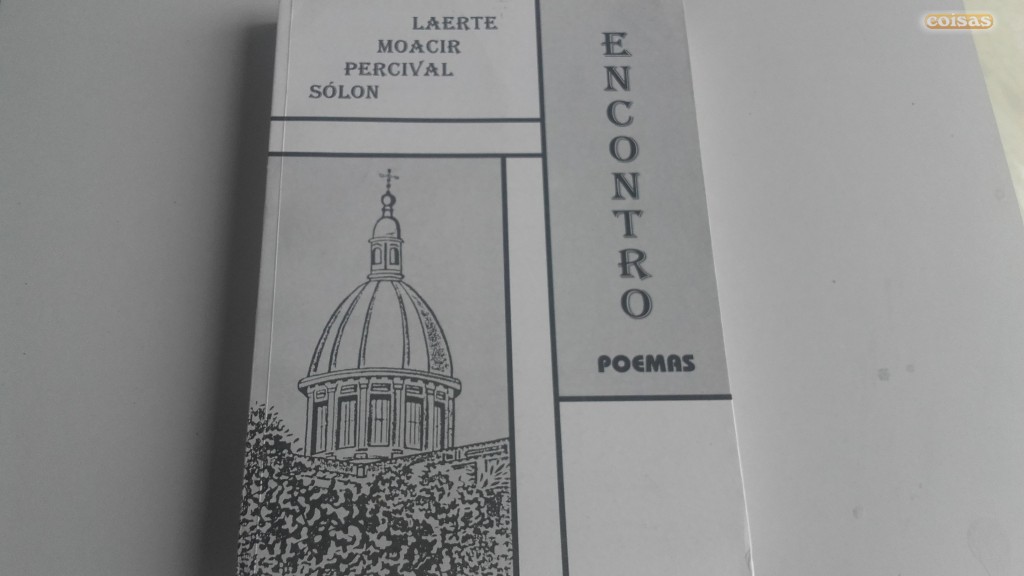 LAERTE
MOACIR
PERCIVAL
SÓLON
ENCONTRO
POEMAS
coisas